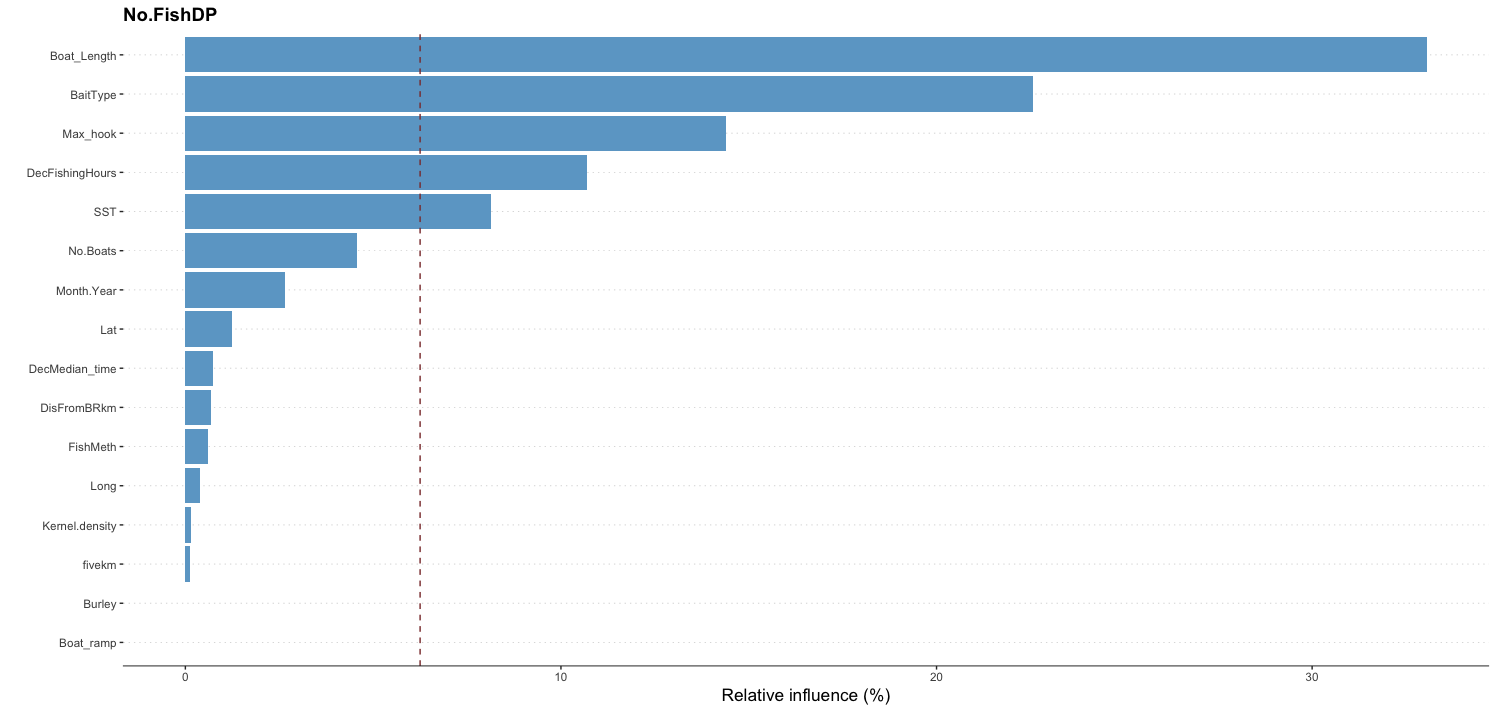 No.FishDP
Boat_Length
BaitType
Max_hook
DecFishingHours
SST
No.Boats
Month.Year
Lat
DecMedian_time
DisFromBRkm
FishMeth
Long
Kernel.density
fivekm
Burley
Boat_ramp
0 10 20 30
Relative influence (%)